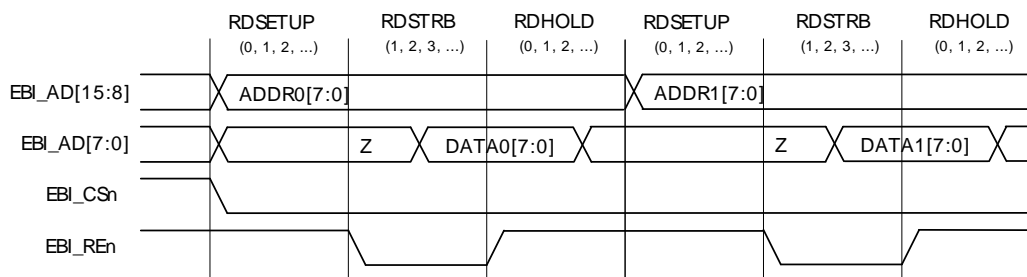 RDSETUP RDSTRB RDHOLD RDSETUP RDSTRB RDHOLD
(0, 1, 2, ...) (1, 2, 3, ...) (0, 1, 2, ...) (0, 1, 2, ...) (1, 2, 3, ...) (0, 1, 2, ...)
EBI_AD[15:8] ADDR0[7:0] ADDR1[7:0]
EBI_AD[7:0] Z DATA0[7:0] Z DATA1[7:0]
EBI_CSn
EBI_REn